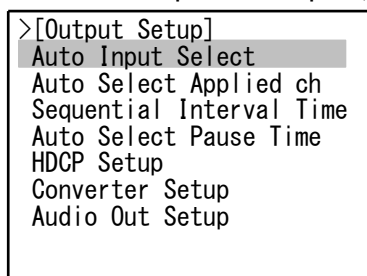 >[Output Setup]
Auto Input Select
Auto Select Applied ch
Sequential Interval Time
Auto Select Pause Time
HDCP Setup
Converter Setup
Audio Out Setup